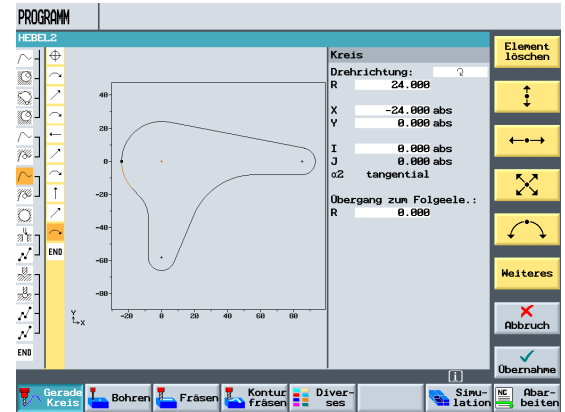 PROGRAMM
HEBEL2
Kreis
Drehrichtung:
R 24.000
X -24.000 abs
Y 0.000 abs
I 0.000 abs
J 0.000 abs
α2 tangential
Übergang zum Folgeele.:
R 0.000
40
20
0
-20
-40
-60
-80
-20 0 20 40 60 80
Y
X
END
END
Element
löschen
Weiteres
Abbruch
Übernahme
i
Gerade
Kreis
Bohren
Fräsen
Kontur
fräsen
Diver-
ses
Simu-
lation
NC Abar-
beiten